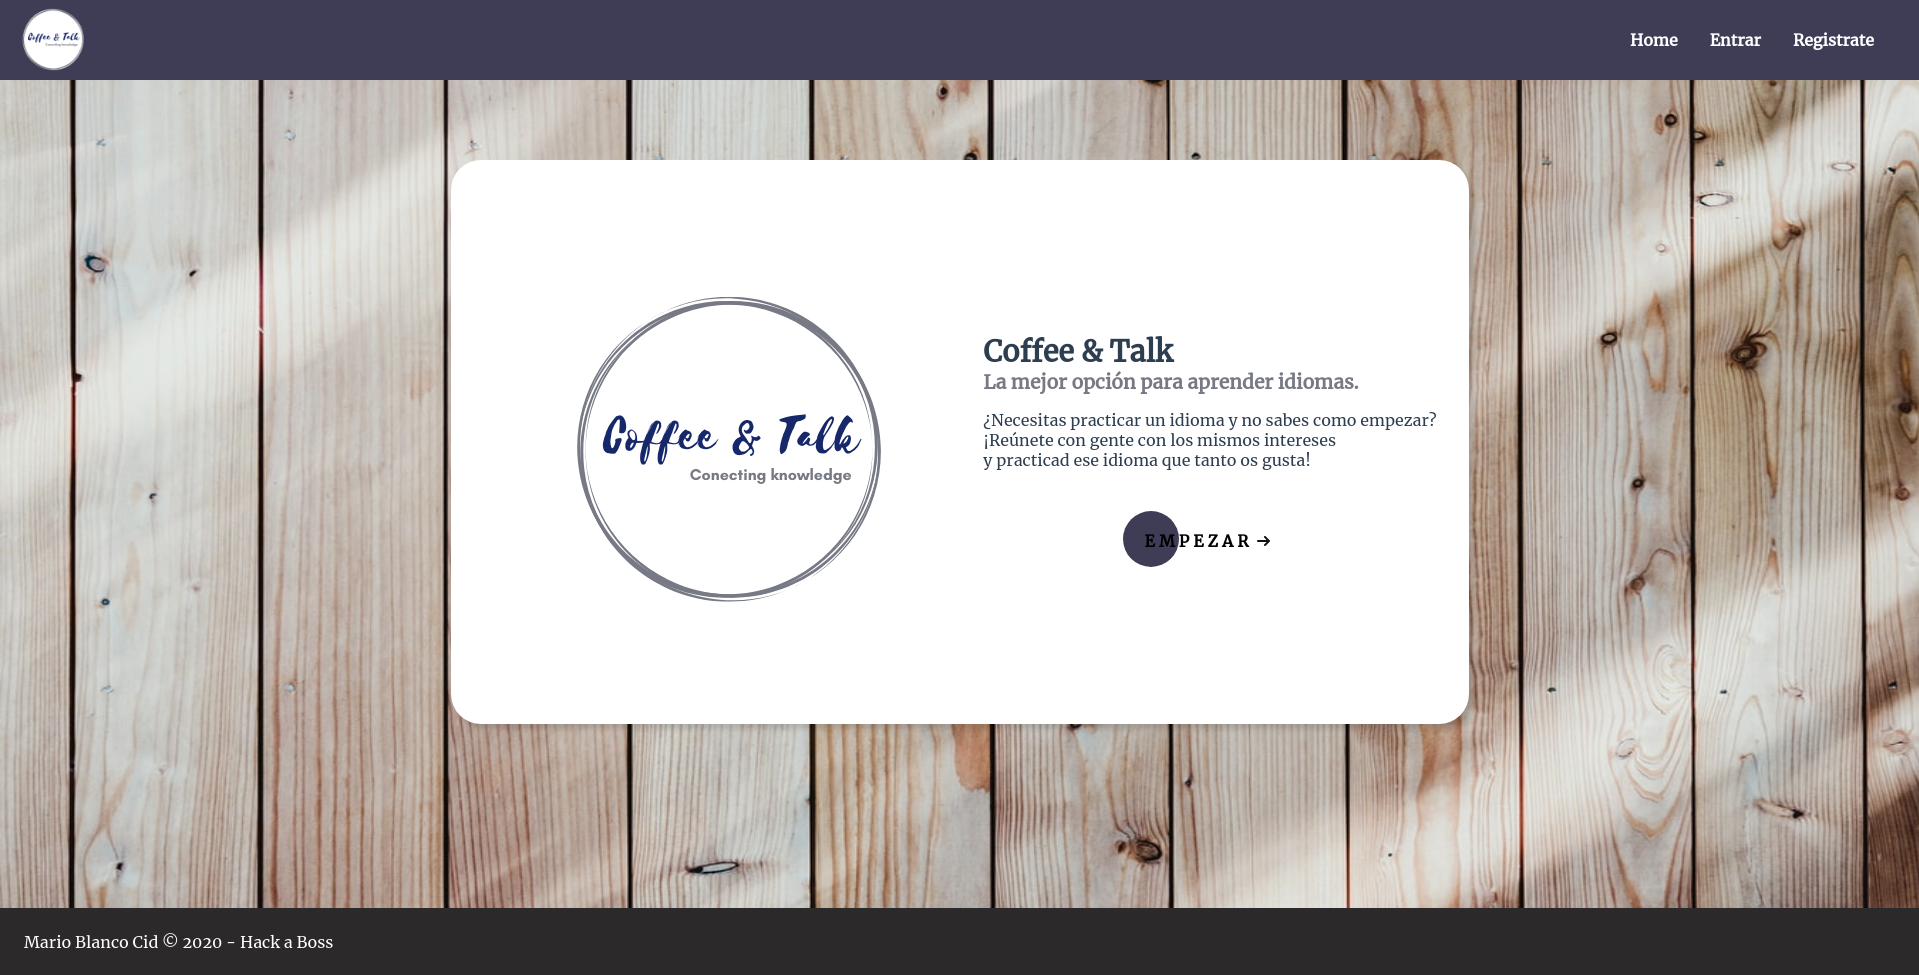 Coffee & Talk
Conecting knowledge
Home
Entrar
Registrate
Coffee & Talk
Conecting knowledge
Coffee & Talk
La mejor opción para aprender idiomas.
¿Necesitas practicar un idioma y no sabes como empezar?
¡Reúnete con gente con los mismos intereses
y practicad ese idioma que tanto os gusta!
EMPEZAR →
Mario Blanco Cid © 2020 - Hack a Boss